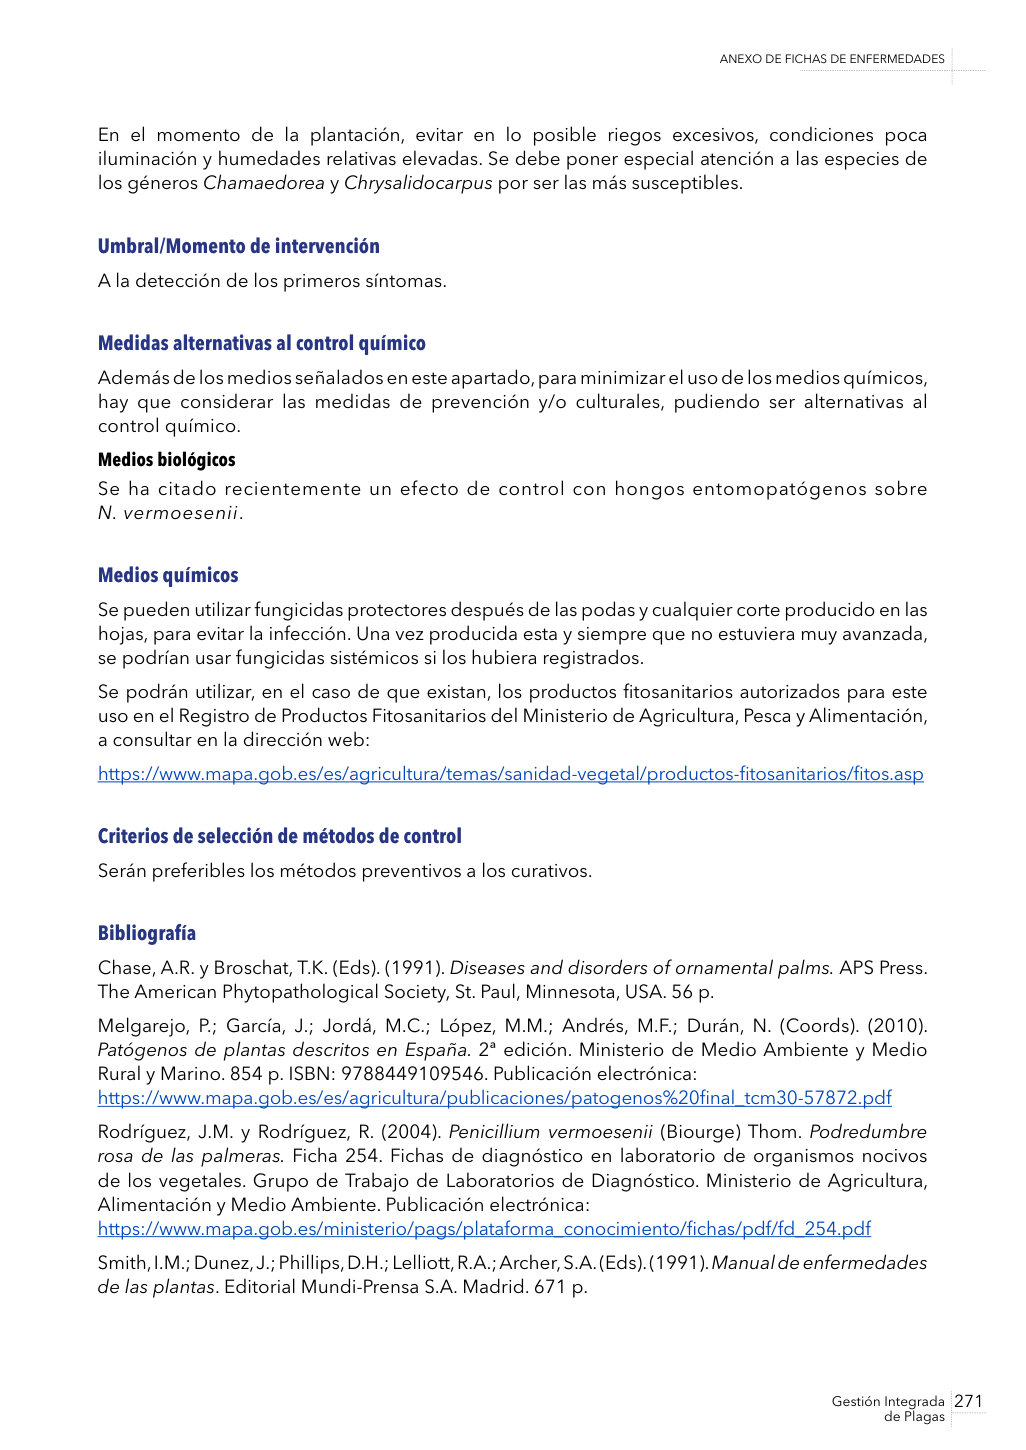 ANEXO DE FICHAS DE ENFERMEDADES
En el momento de la plantación, evitar en lo posible riegos excesivos, condiciones poca
iluminación y humedades relativas elevadas. Se debe poner especial atención a las especies de
los géneros Chamaedorea y Chrysalidocarpus por ser las más susceptibles.
Umbral/Momento de intervención
A la detección de los primeros síntomas.
Medidas alternativas al control químico
Además de los medios señalados en este apartado, para minimizar el uso de los medios químicos,
hay que considerar las medidas de prevención y/o culturales, pudiendo ser alternativas al
control químico.
Medios biológicos
Se ha citado recientemente un efecto de control con hongos entomopatógenos sobre
N. vermoesenii.
Medios químicos
Se pueden utilizar fungicidas protectores después de las podas y cualquier corte producido en las
hojas, para evitar la infección. Una vez producida esta y siempre que no estuviera muy avanzada,
se podrían usar fungicidas sistémicos si los hubiera registrados.
Se podrán utilizar, en el caso de que existan, los productos fitosanitarios autorizados para este
uso en el Registro de Productos Fitosanitarios del Ministerio de Agricultura, Pesca y Alimentación,
a consultar en la dirección web:
https://www.mapa.gob.es/es/agricultura/temas/sanidad-vegetal/productos-fitosanitarios/fitos.asp
Criterios de selección de métodos de control
Serán preferibles los métodos preventivos a los curativos.
Bibliografía
Chase, A.R. y Broschat, T.K. (Eds). (1991). Diseases and disorders of ornamental palms. APS Press.
The American Phytopathological Society, St. Paul, Minnesota, USA. 56 p.
Melgarejo, P.; García, J.; Jordá, M.C.; López, M.M.; Andrés, M.F.; Durán, N. (Coords). (2010).
Patógenos de plantas descritos en España. 2ª edición. Ministerio de Medio Ambiente y Medio
Rural y Marino. 854 p. ISBN: 9788449109546. Publicación electrónica:
https://www.mapa.gob.es/es/agricultura/publicaciones/patogenos%20final_tcm30-57872.pdf
Rodríguez, J.M. y Rodríguez, R. (2004). Penicillium vermoesenii (Biourge) Thom. Podredumbre
rosa de las palmeras. Ficha 254. Fichas de diagnóstico en laboratorio de organismos nocivos
de los vegetales. Grupo de Trabajo de Laboratorios de Diagnóstico. Ministerio de Agricultura,
Alimentación y Medio Ambiente. Publicación electrónica:
https://www.mapa.gob.es/ministerio/pags/plataforma_conocimiento/fichas/pdf/fd_254.pdf
Smith, I.M.; Dunez, J.; Phillips, D.H.; Lelliott, R.A.; Archer, S.A. (Eds). (1991). Manual de enfermedades
de las plantas. Editorial Mundi-Prensa S.A. Madrid. 671 p.
Gestión Integrada 271
de Plagas